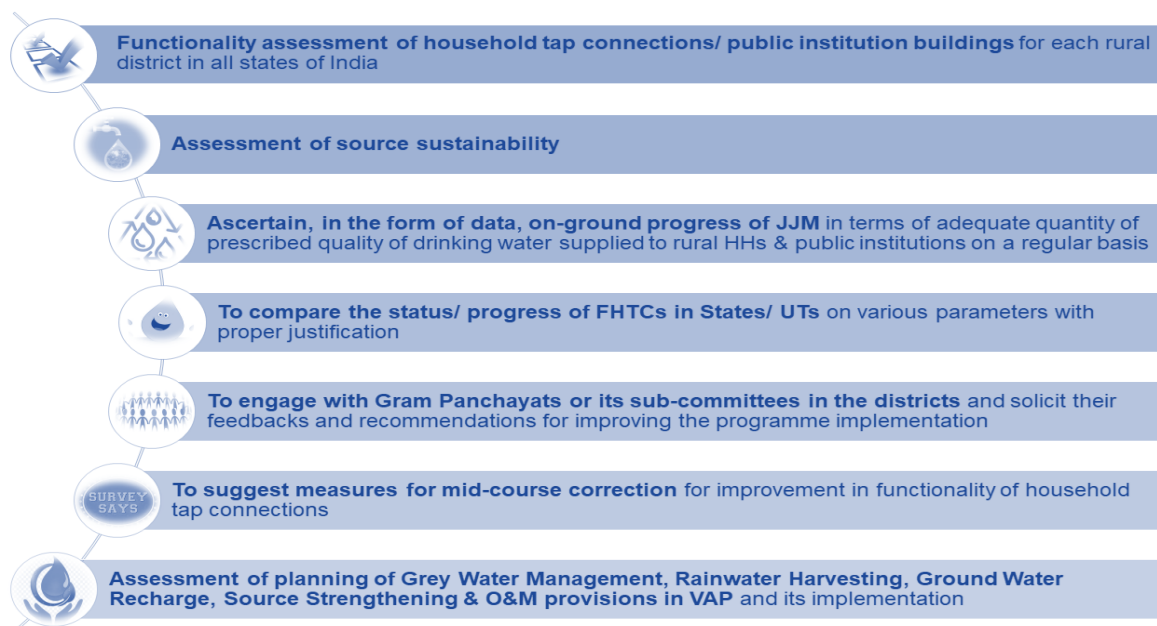 Functionality assessment of household tap connections/ public institution buildings for each rural
district in all states of India
Assessment of source sustainability
Ascertain, in the form of data, on-ground progress of JJM in terms of adequate quantity of
prescribed quality of drinking water supplied to rural HHs & public institutions on a regular basis
To compare the status/ progress of FHTCs in States/ UTs on various parameters with
proper justification
To engage with Gram Panchayats or its sub-committees in the districts and solicit their
feedbacks and recommendations for improving the programme implementation
SURVEY
SAYS
To suggest measures for mid-course correction for improvement in functionality of household
tap connections
Assessment of planning of Grey Water Management, Rainwater Harvesting, Ground Water
Recharge, Source Strengthening & O&M provisions in VAP and its implementation